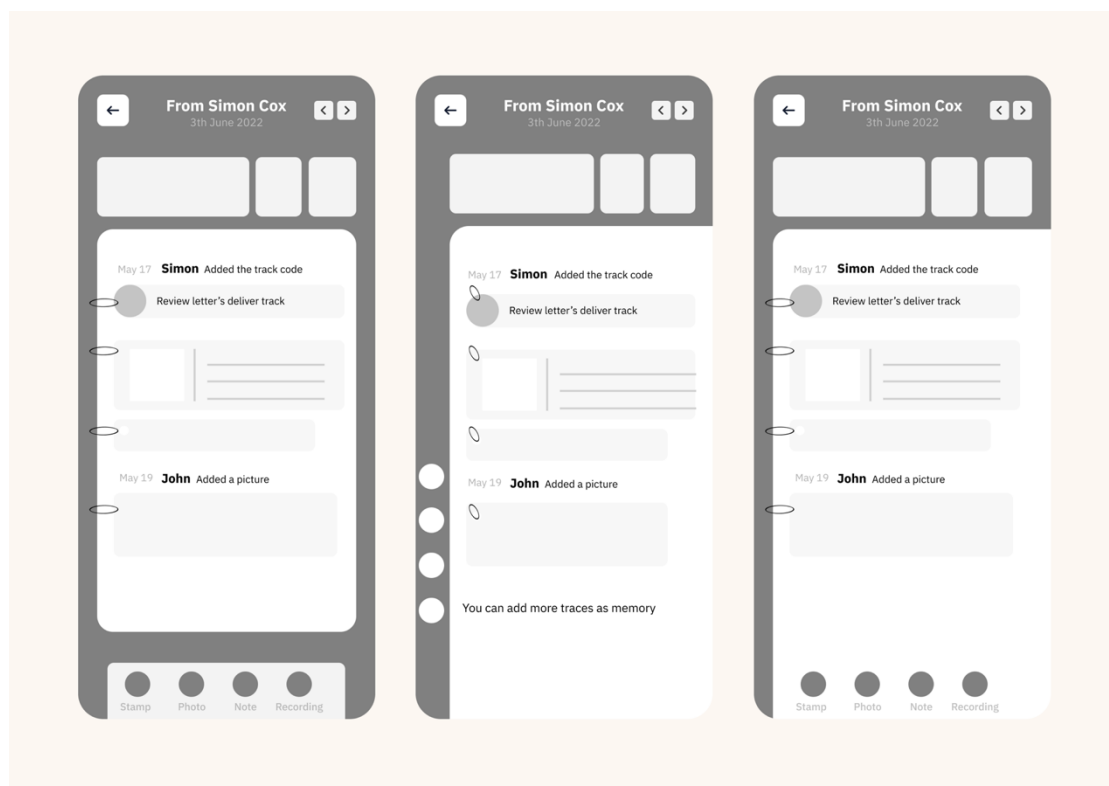 From Simon Cox
3th June 2022
May 17 Simon Added the track code
Review letter's deliver track
May 19 John Added a picture
Stamp Photo Note Recording
From Simon Cox
3th June 2022
May 17 Simon Added the track code
Review letter's deliver track
May 19 John Added a picture
You can add more traces as memory
From Simon Cox
3th June 2022
May 17 Simon Added the track code
Review letter's deliver track
May 19 John Added a picture
Stamp Photo Note Recording